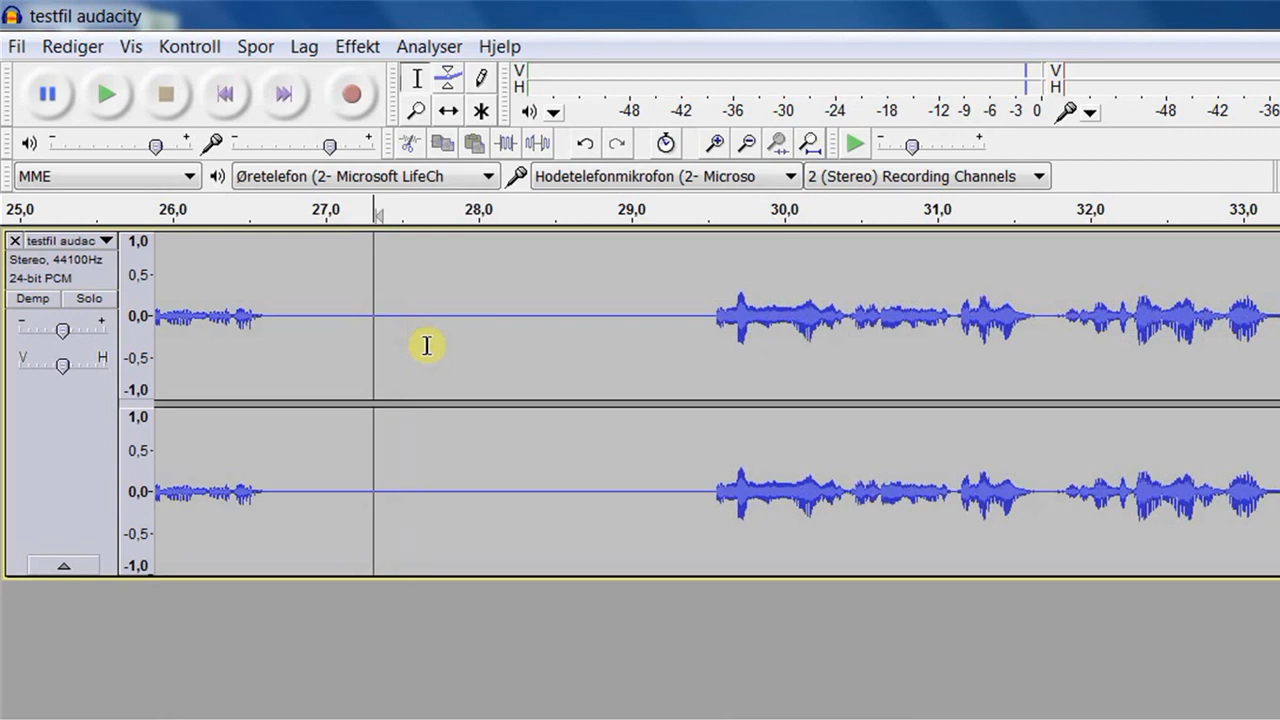 testfil audacity
Fil Rediger Vis Kontroll Spor Lag Effekt Analyser Hjelp
V
H
-48 -42 -36 -30 -24 -18 -12 -9 -6 -3 0
V
H
-48 -42 -36
- + - +
- +
MME
Øretelefon (2- Microsoft LifeCh
Hodetelefonmikrofon (2- Microso
2 (Stereo) Recording Channels
25,0 26,0 27,0 28,0 29,0 30,0 31,0 32,0 33,0
testfil audac
Stereo, 44100Hz
24-bit PCM
Demp Solo
- +
V H
1,0
0,5-
0,0-
-0,5-
-1,0
1,0
0,5-
0,0-
-0,5-
-1,0